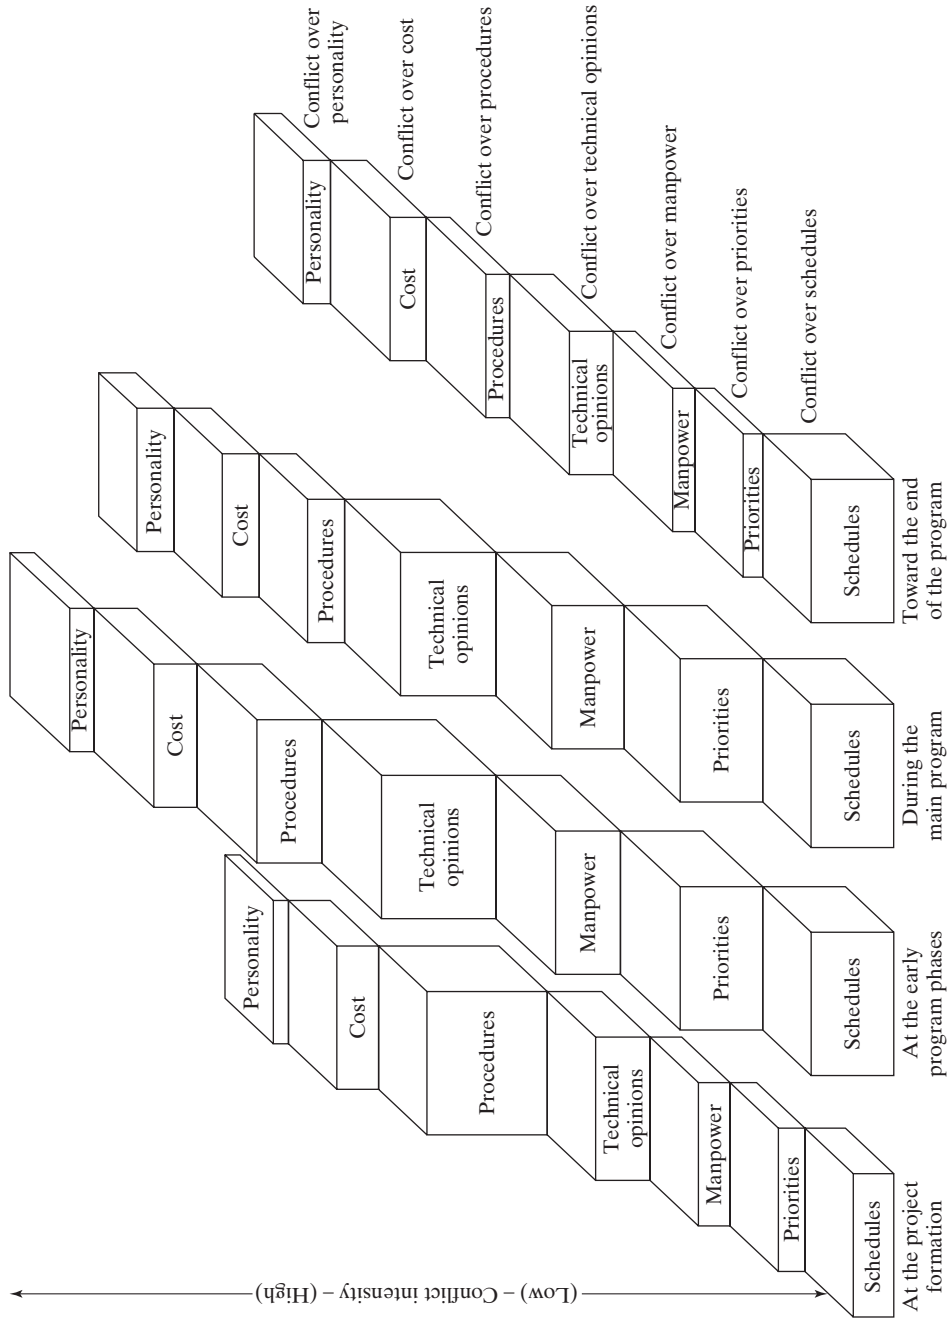 (Low) – Conflict intensity – (High)
Personality
Cost
Procedures
Technical
opinions
Manpower
Priorities
Schedules
At the project
formation
Personality
Cost
Procedures
Technical
opinions
Manpower
Priorities
Schedules
At the early
program phases
Personality
Cost
Procedures
Technical
opinions
Manpower
Priorities
Schedules
During the
main program
Personality
Cost
Procedures
Technical
opinions
Manpower
Priorities
Schedules
Toward the end
of the program
Conflict over
personality
Conflict over cost
Conflict over procedures
Conflict over technical opinions
Conflict over manpower
Conflict over priorities
Conflict over schedules